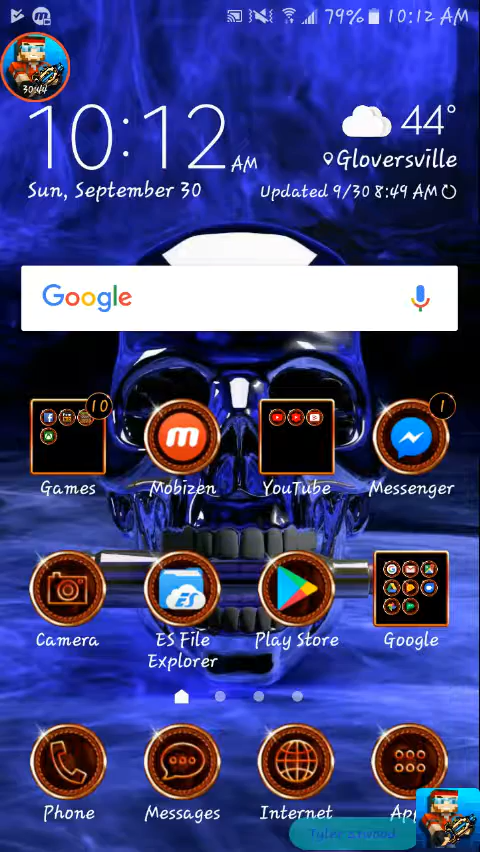 79% 10:12 AM
30:44
10:12 AM
44°
Gloversville
Sun, September 30
Updated 9/30 8:49 AM
Google
10
1
Games
Mobizen
YouTube
Messenger
Camera
ES File Explorer
Play Store
Google
ES
Phone
Messages
Internet